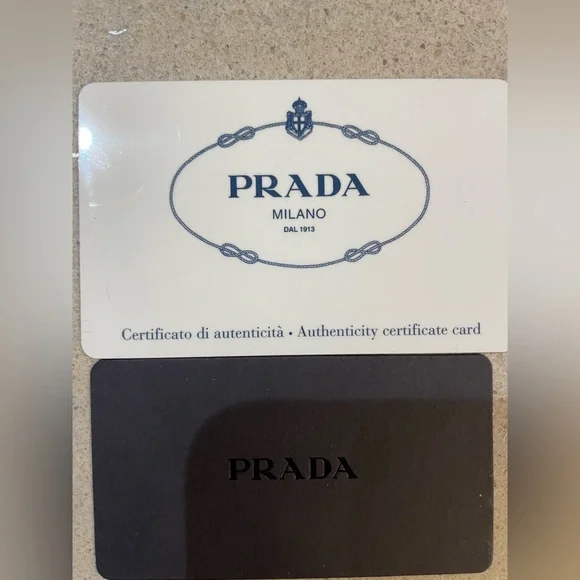 PRADA
MILANO
DAL 1913
Certificato di autenticità • Authenticity certificate card
PRADA